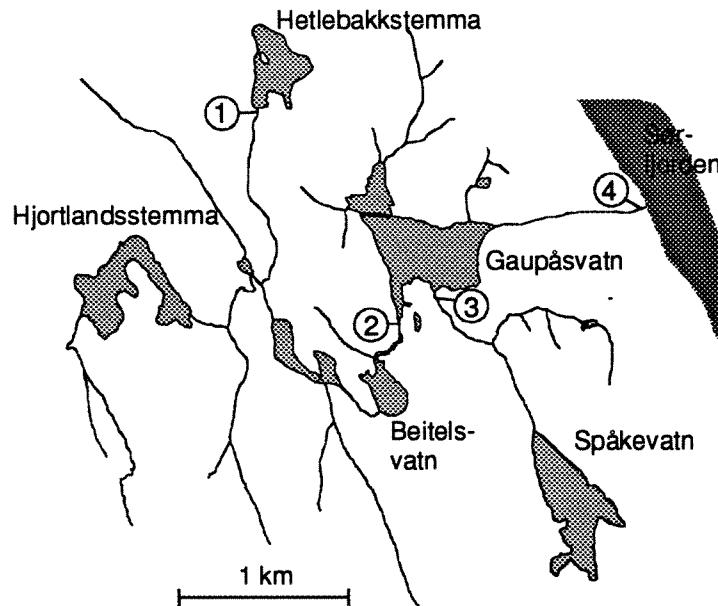 Hetlebakkstemma
1
Sør-
fjorden
4
Hjortlandsstemma
Gaupåsvatn
3
2
Beitels-
vatn
Spåkevatn
1 km